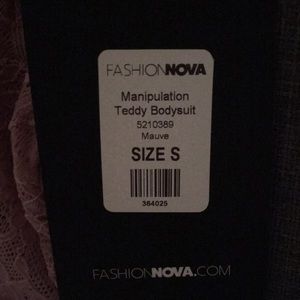 FASHIONNOVA
Manipulation
Teddy Bodysuit
5210389
Mauve
SIZE S
364025
FASHIONNOVA.COM